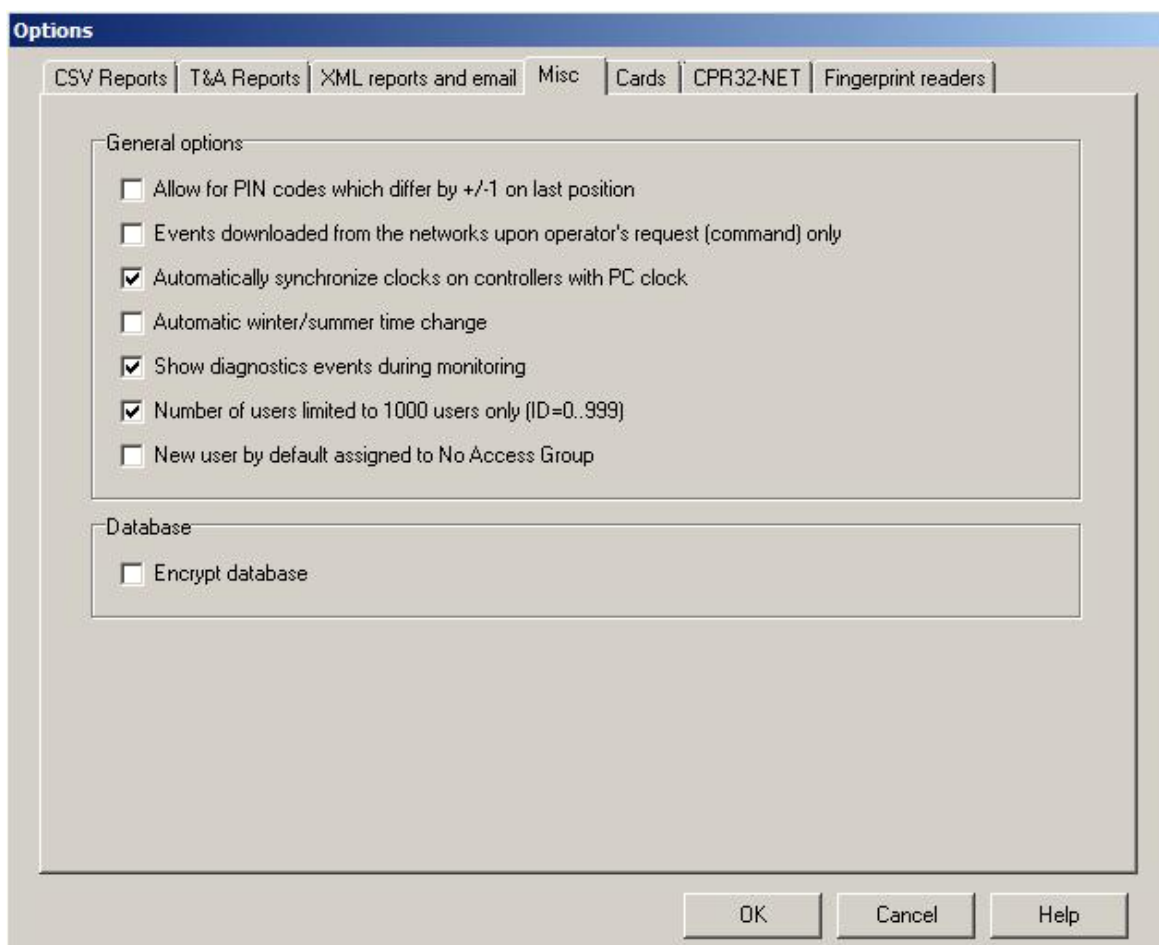 Options
CSV Reports T&A Reports XML reports and email Misc Cards CPR32-NET Fingerprint readers
General options
Allow for PIN codes which differ by +/-1 on last position
Events downloaded from the networks upon operator's request (command) only
Automatically synchronize clocks on controllers with PC clock
Automatic winter/summer time change
Show diagnostics events during monitoring
Number of users limited to 1000 users only (ID=0..999)
New user by default assigned to No Access Group
Database
Encrypt database
OK Cancel Help